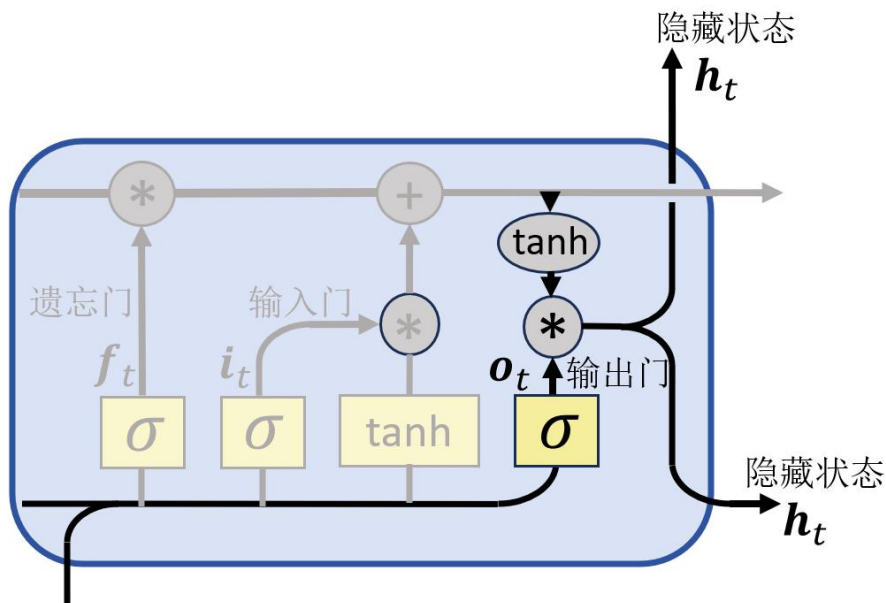 隐藏状态
h_t
* +
tanh
遗忘门 输入门 * *
f_t i_t o_t 输出门
σ σ tanh σ
隐藏状态
h_t